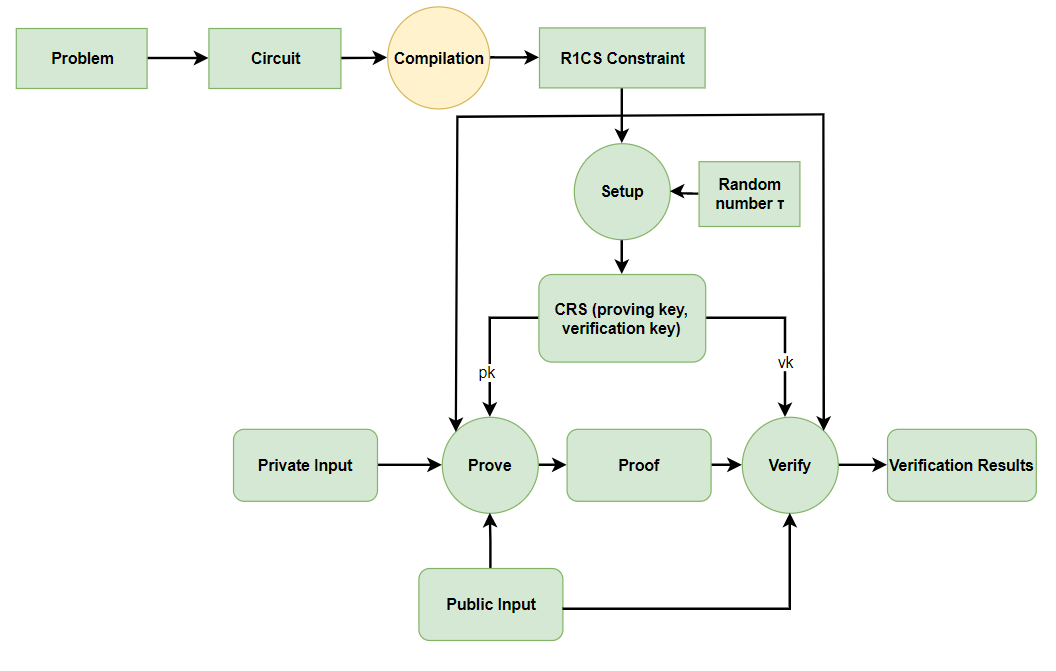 Problem
Circuit
Compilation
R1CS Constraint
Setup
Random
number τ
CRS (proving key,
verification key)
pk
vk
Private Input
Prove
Proof
Verify
Verification Results
Public Input